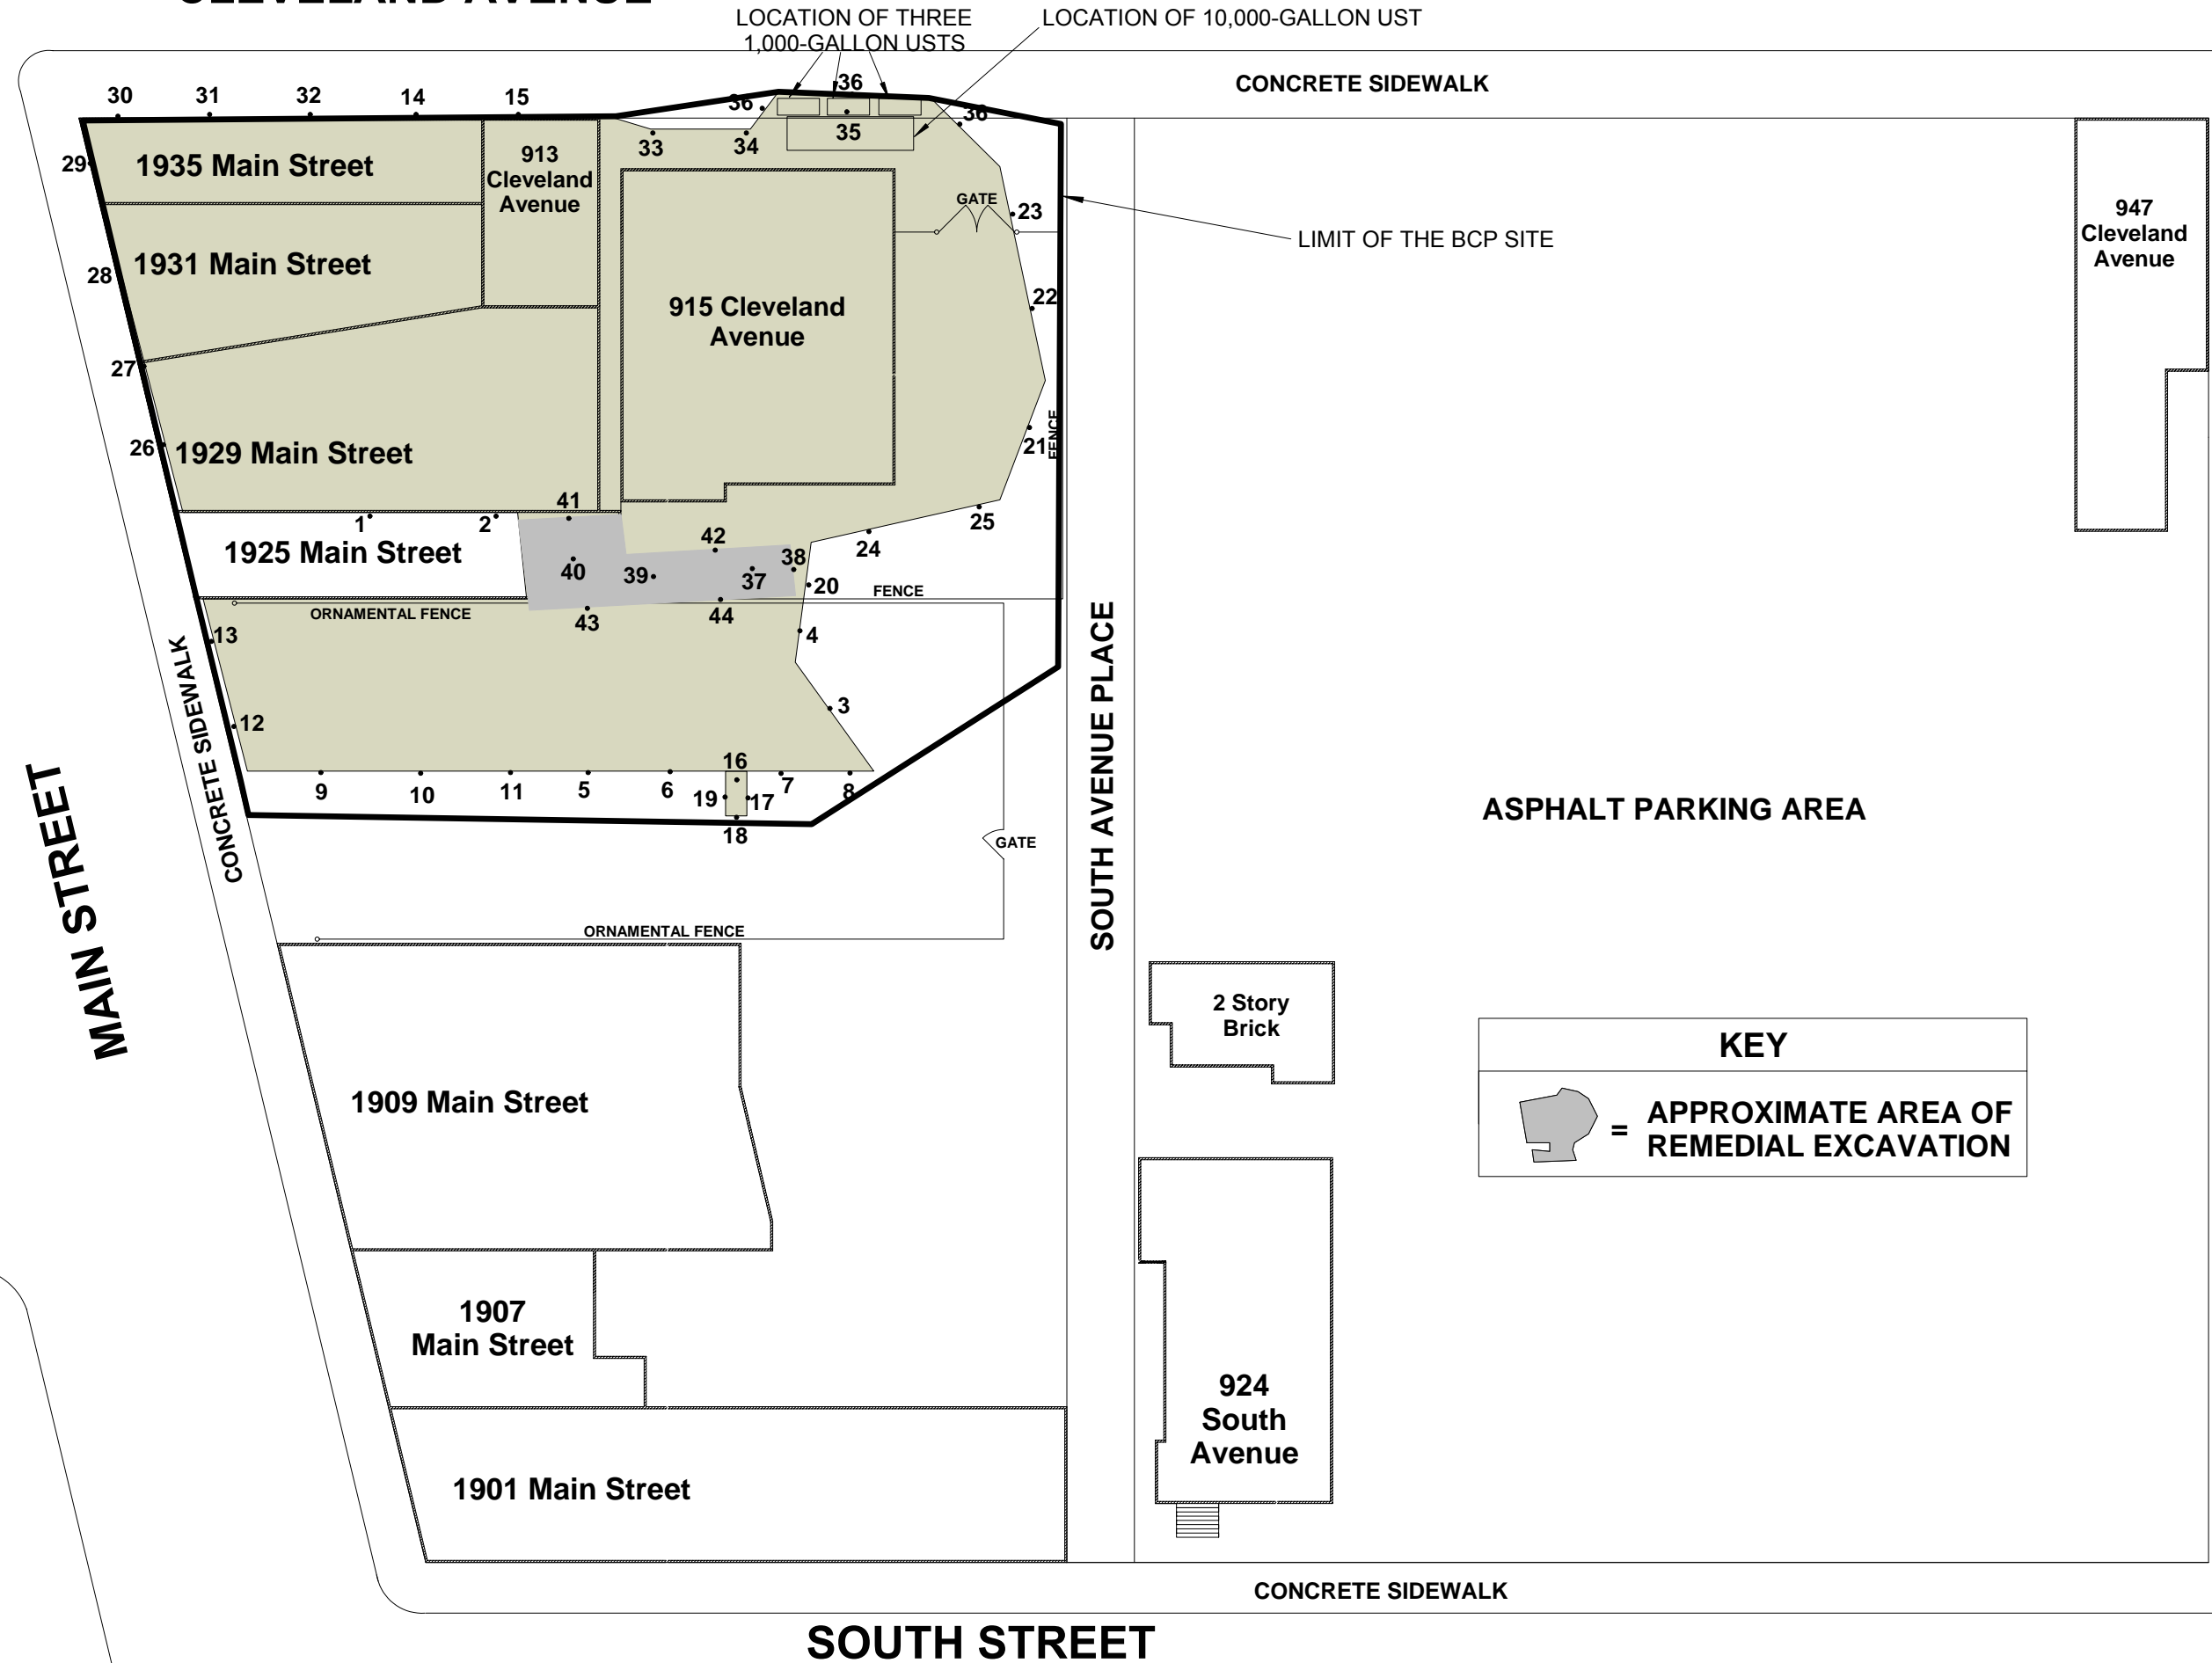 CLEVELAND AVENUE
LOCATION OF THREE
1,000-GALLON USTS
LOCATION OF 10,000-GALLON UST
CONCRETE SIDEWALK
30
31
32
14
15
36
36
36
33
34
35
29
1935 Main Street
913
Cleveland
Avenue
GATE
23
LIMIT OF THE BCP SITE
947
Cleveland
Avenue
28
1931 Main Street
915 Cleveland
Avenue
22
27
26
1929 Main Street
21
FENCE
41
1
2
25
1925 Main Street
42
24
40
39
37
38
20
FENCE
ORNAMENTAL FENCE
43
44
13
4
12
3
CONCRETE SIDEWALK
MAIN STREET
SOUTH AVENUE PLACE
9
10
11
5
6
16
19
17
7
8
18
GATE
ASPHALT PARKING AREA
ORNAMENTAL FENCE
2 Story
Brick
KEY
= APPROXIMATE AREA OF
REMEDIAL EXCAVATION
1909 Main Street
1907
Main Street
924
South
Avenue
1901 Main Street
CONCRETE SIDEWALK
SOUTH STREET